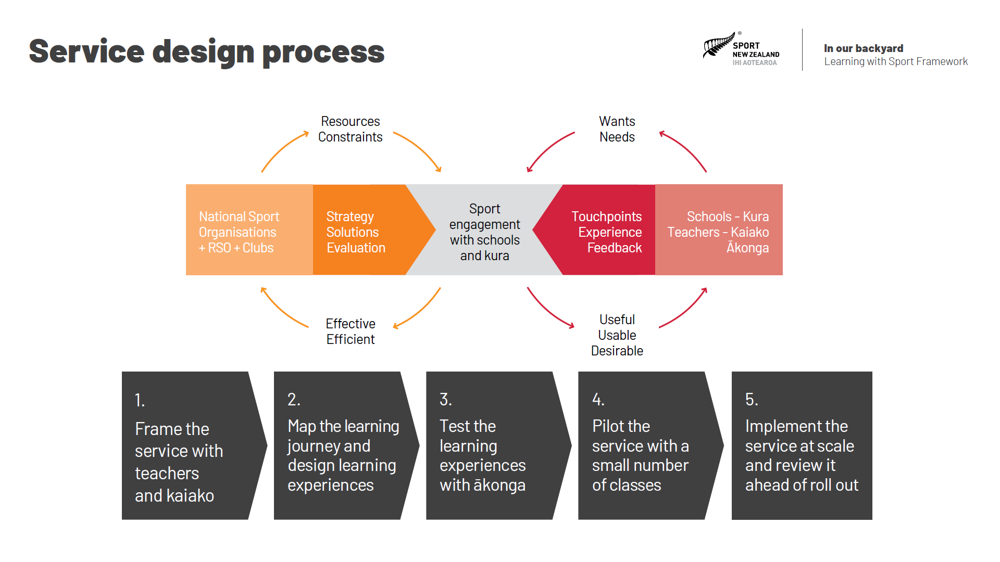 Service design process
SPORT
NEW ZEALAND
IHI AOTEAROA
TM
In our backyard
Learning with Sport Framework
Resources
Constraints
Wants
Needs
National Sport
Organisations
+ RSO + Clubs
Strategy
Solutions
Evaluation
Sport
engagement
with schools
and kura
Touchpoints
Experience
Feedback
Schools - Kura
Teachers - Kaiako
Ākonga
Effective
Efficient
Useful
Usable
Desirable
1.
Frame the
service with
teachers
and kaiako
2.
Map the learning
journey and
design learning
experiences
3.
Test the
learning
experiences
with ākonga
4.
Pilot the
service with a
small number
of classes
5.
Implement the
service at scale
and review it
ahead of roll out